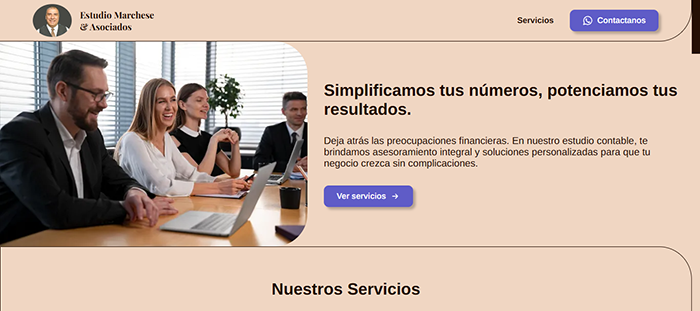 Estudio Marchese
& Asociados
Servicios
Contactanos
Simplificamos tus números, potenciamos tus
resultados.
Deja atrás las preocupaciones financieras. En nuestro estudio contable, te
brindamos asesoramiento integral y soluciones personalizadas para que tu
negocio crezca sin complicaciones.
Ver servicios
Nuestros Servicios